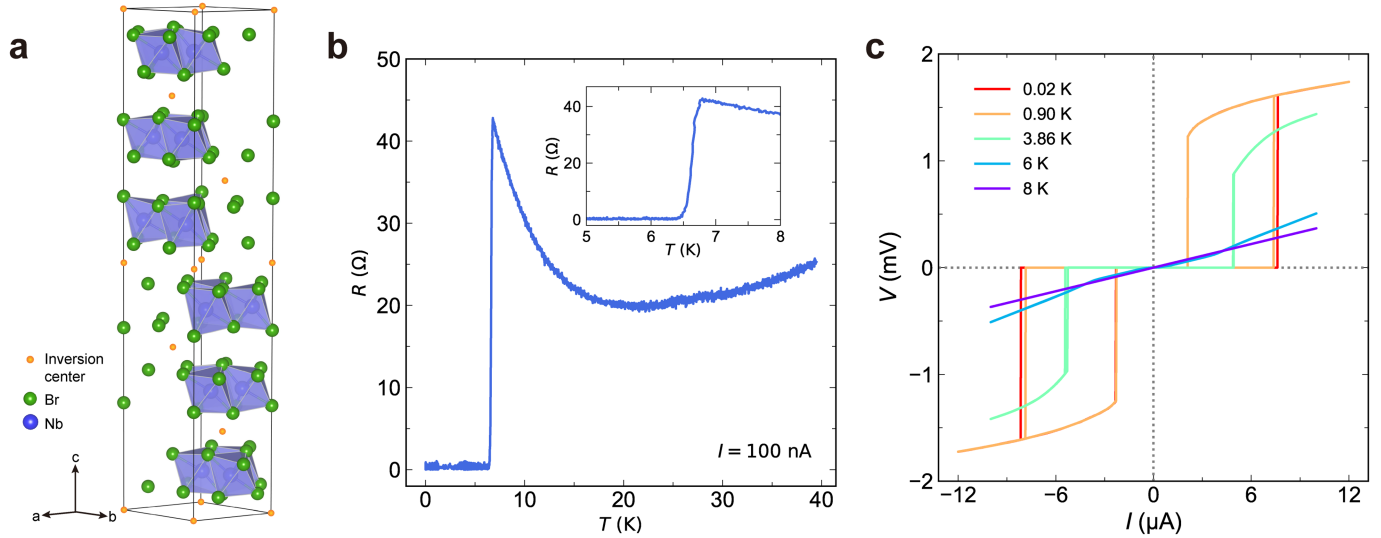 a
Inversion
center
Br
Nb
c
a
b
b
50
40
30
20
10
0
R (Ω)
0
10
20
30
40
T (K)
I = 100 nA
40
20
0
R (Ω)
5
6
7
8
T (K)
c
2
1
0
−1
−2
V (mV)
−12
−6
0
6
12
I (μA)
0.02 K
0.90 K
3.86 K
6 K
8 K